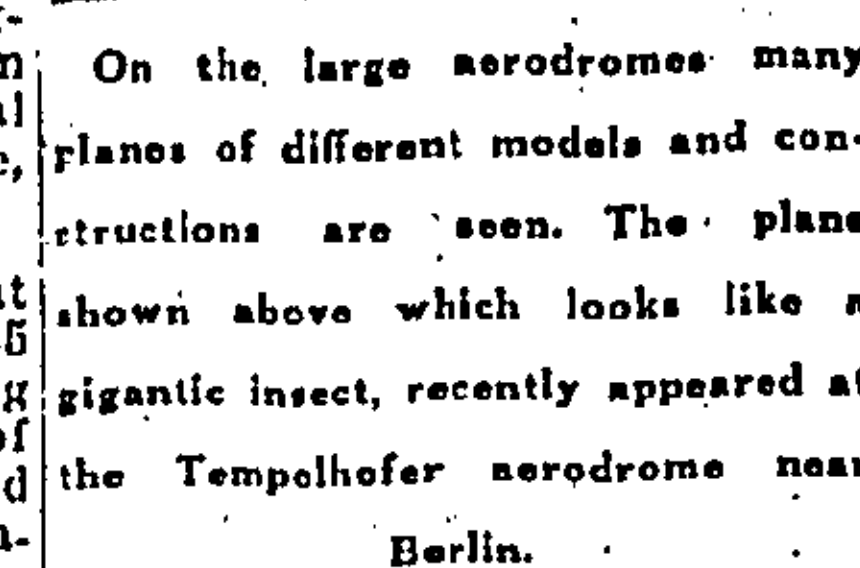 On the large aerodromes many
planes of different models and con-
structions are seen. The plane
shown above which looks like a
gigantic insect, recently appeared at
the Tempelhofer aerodrome near
Berlin.